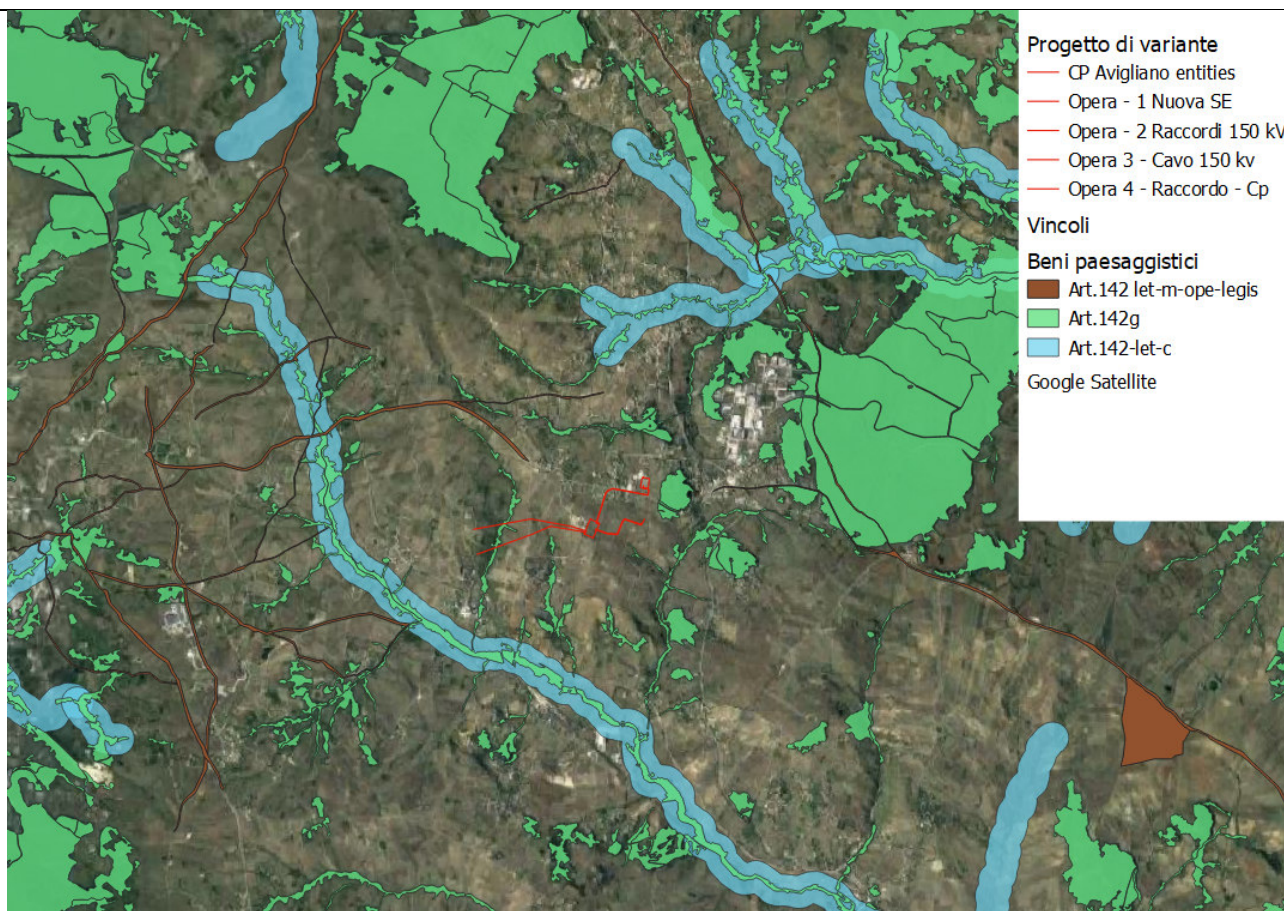 Progetto di variante
CP Avigliano entities
Opera - 1 Nuova SE
Opera - 2 Raccordi 150 kV
Opera 3 - Cavo 150 kv
Opera 4 - Raccordo - Cp
Vincoli
Beni paesaggistici
Art.142 let-m-ope-legis
Art.142g
Art.142-let-c
Google Satellite